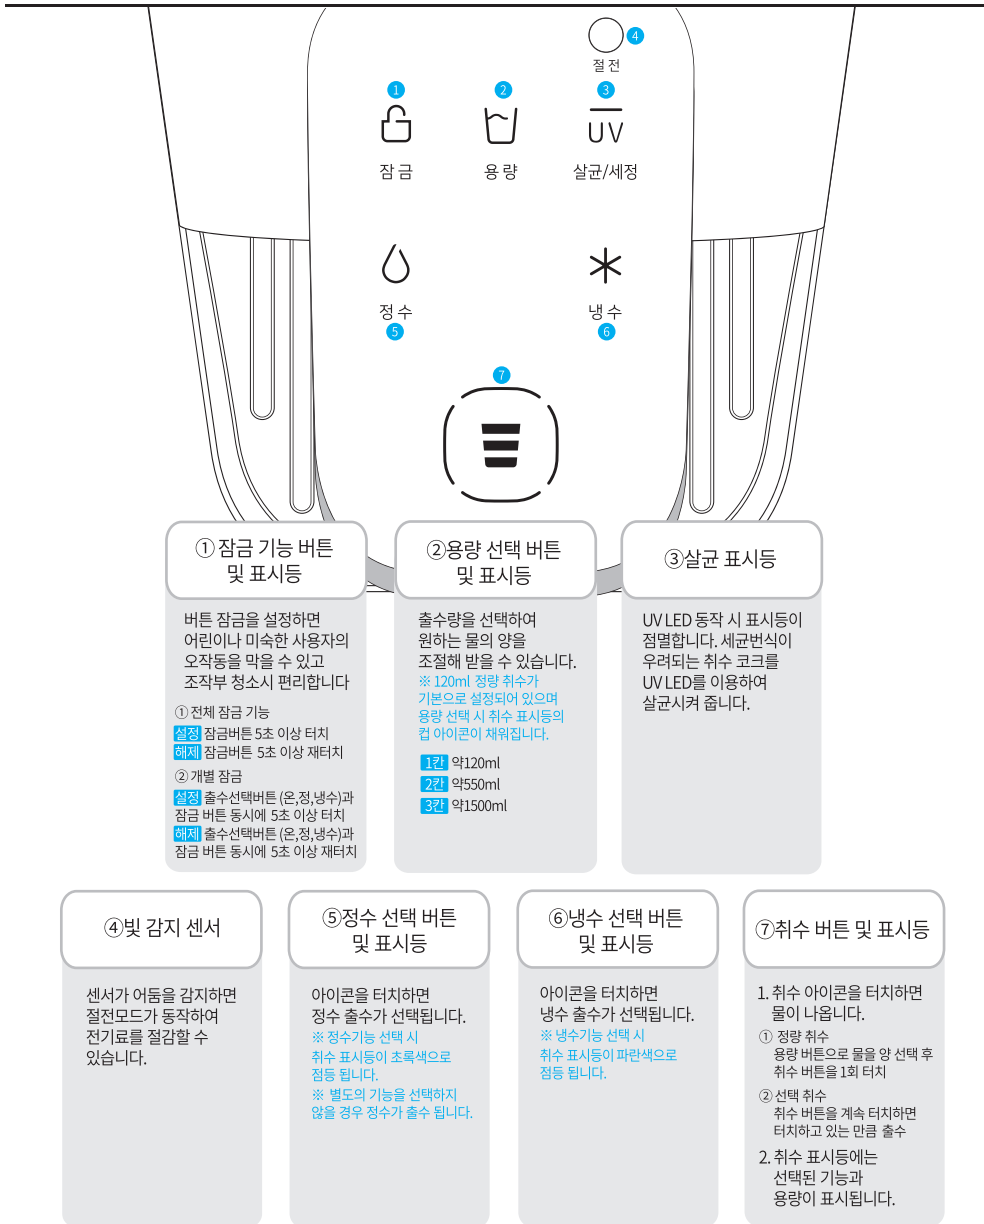 4
절전
1
2
3
UV
잠금
용량
살균/세정
정수
냉수
5
6
7
① 잠금 기능 버튼
및 표시등
버튼 잠금을 설정하면
어린이나 미숙한 사용자의
오작동을 막을 수 있고
조작부 청소시 편리합니다
① 전체 잠금 기능
설정 잠금버튼 5초 이상 터치
해제 잠금버튼 5초 이상 재터치
② 개별 잠금
설정 출수선택버튼 (온,정,냉수)과
잠금 버튼 동시에 5초 이상 터치
해제 출수선택버튼 (온,정,냉수)과
잠금 버튼 동시에 5초 이상 재터치
②용량 선택 버튼
및 표시등
출수량을 선택하여
원하는 물의 양을
조절해 받을 수 있습니다.
※ 120ml 정량 취수가
기본으로 설정되어 있으며
용량 선택 시 취수 표시등의
컵 아이콘이 채워집니다.
1칸 약120ml
2칸 약550ml
3칸 약1500ml
③살균 표시등
UV LED 동작 시 표시등이
점멸합니다. 세균번식이
우려되는 취수 코크를
UV LED를 이용하여
살균시켜 줍니다.
④빛 감지 센서
센서가 어둠을 감지하면
절전모드가 동작하여
전기료를 절감할 수
있습니다.
⑤정수 선택 버튼
및 표시등
아이콘을 터치하면
정수 출수가 선택됩니다.
※ 정수기능 선택 시
취수 표시등이 초록색으로
점등 됩니다.
※ 별도의 기능을 선택하지
않을 경우 정수가 출수 됩니다.
⑥냉수 선택 버튼
및 표시등
아이콘을 터치하면
냉수 출수가 선택됩니다.
※ 냉수기능 선택 시
취수 표시등이 파란색으로
점등 됩니다.
⑦취수 버튼 및 표시등
1. 취수 아이콘을 터치하면
물이 나옵니다.
① 정량 취수
용량 버튼으로 물을 양 선택 후
취수 버튼을 1회 터치
② 선택 취수
취수 버튼을 계속 터치하면
터치하고 있는 만큼 출수
2. 취수 표시등에는
선택된 기능과
용량이 표시됩니다.